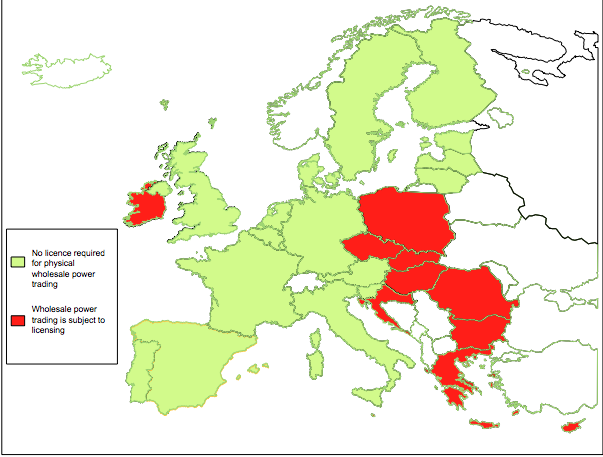 No licence required
for physical
wholesale power
trading
Wholesale power
trading is subject to
licensing